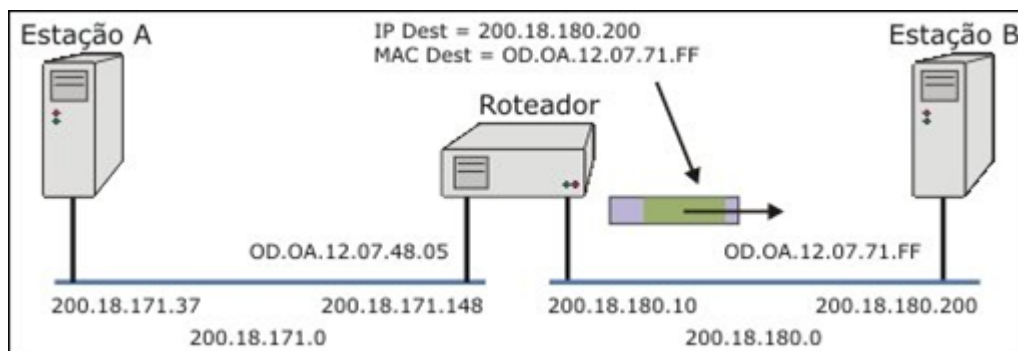 Estação A
IP Dest = 200.18.180.200
MAC Dest = OD.OA.12.07.71.FF
Estação B
Roteador
OD.OA.12.07.48.05
OD.OA.12.07.71.FF
200.18.171.37
200.18.171.148
200.18.180.10
200.18.180.200
200.18.171.0
200.18.180.0